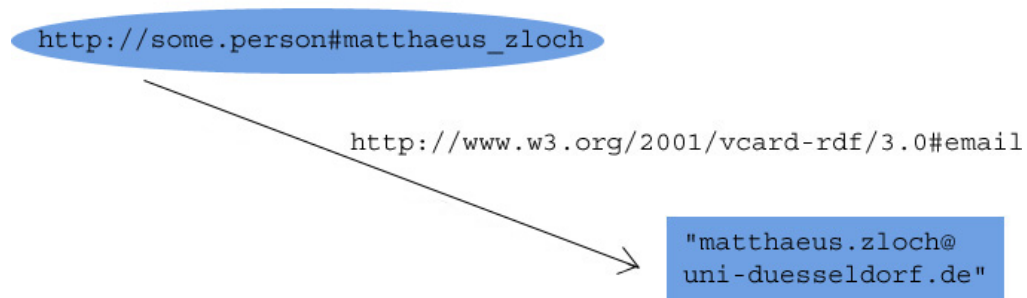 http://some.person#matthaeus_zloch
http://www.w3.org/2001/vcard-rdf/3.0#email
"matthaeus.zloch@
uni-duesseldorf.de"